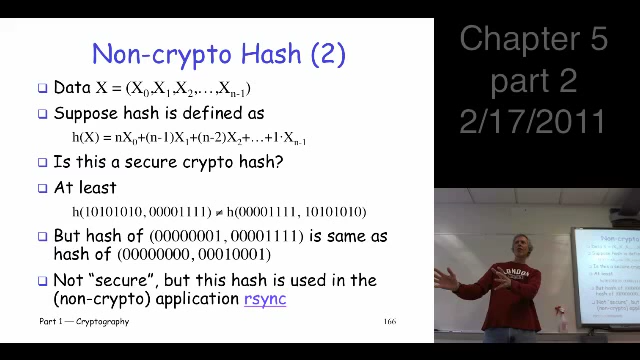 Non-crypto Hash (2)
Data X = (X0,X1,X2,…,Xn-1)
Suppose hash is defined as
h(X) = nX0+(n-1)X1+(n-2)X2+…+1·Xn-1
Is this a secure crypto hash?
At least
h(10101010, 00001111) ≠ h(00001111, 10101010)
But hash of (00000001, 00001111) is same as
hash of (00000000, 00010001)
Not “secure”, but this hash is used in the
(non-crypto) application rsync
Part 1 — Cryptography
166
Chapter 5
part 2
2/17/2011
LONDON